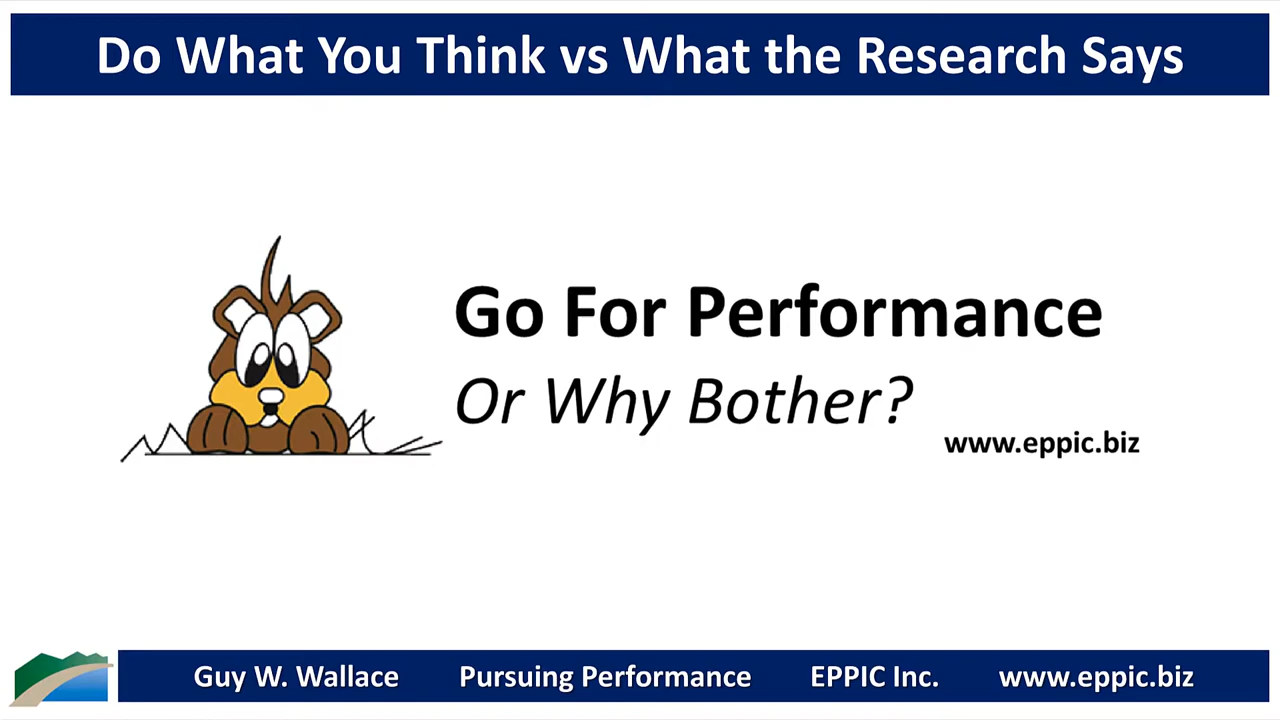 Do What You Think vs What the Research Says
Go For Performance
Or Why Bother?
www.eppic.biz
Guy W. Wallace Pursuing Performance EPPIC Inc. www.eppic.biz